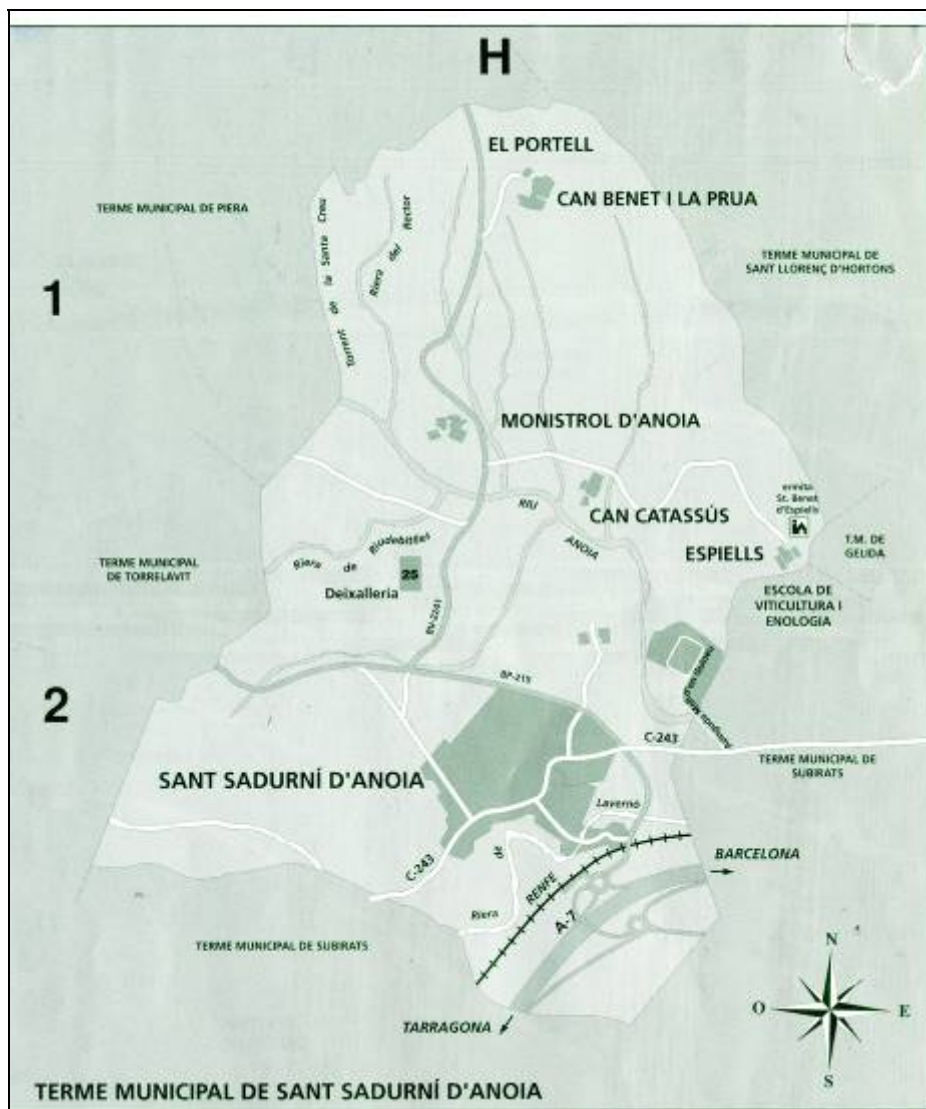 H
EL PORTELL
CAN BENET I LA PRUA
TERME MUNICIPAL DE PIERA
Torrent de la Santa Creu
Riera del Rector
TERME MUNICIPAL DE
SANT LLORENÇ D'HORTONS
1
MONISTROL D'ANOIA
ermita
St. Benet
d'Espiells
RIU
ANOIA
CAN CATASSÚS
ESPIELLS
T.M. DE
GELIDA
TERME MUNICIPAL
DE TORRELAVIT
Riera de Riudebitlles
25
Deixalleria
ESCOLA DE
VITICULTURA I
ENOLOGIA
BV-2241
BP-215
2
C-243
TERME MUNICIPAL DE
SUBIRATS
SANT SADURNÍ D'ANOIA
Riera de Lavernó
C-243
RENFE
A-7
BARCELONA
TERME MUNICIPAL DE SUBIRATS
TARRAGONA
N
O
E
S
TERME MUNICIPAL DE SANT SADURNÍ D'ANOIA